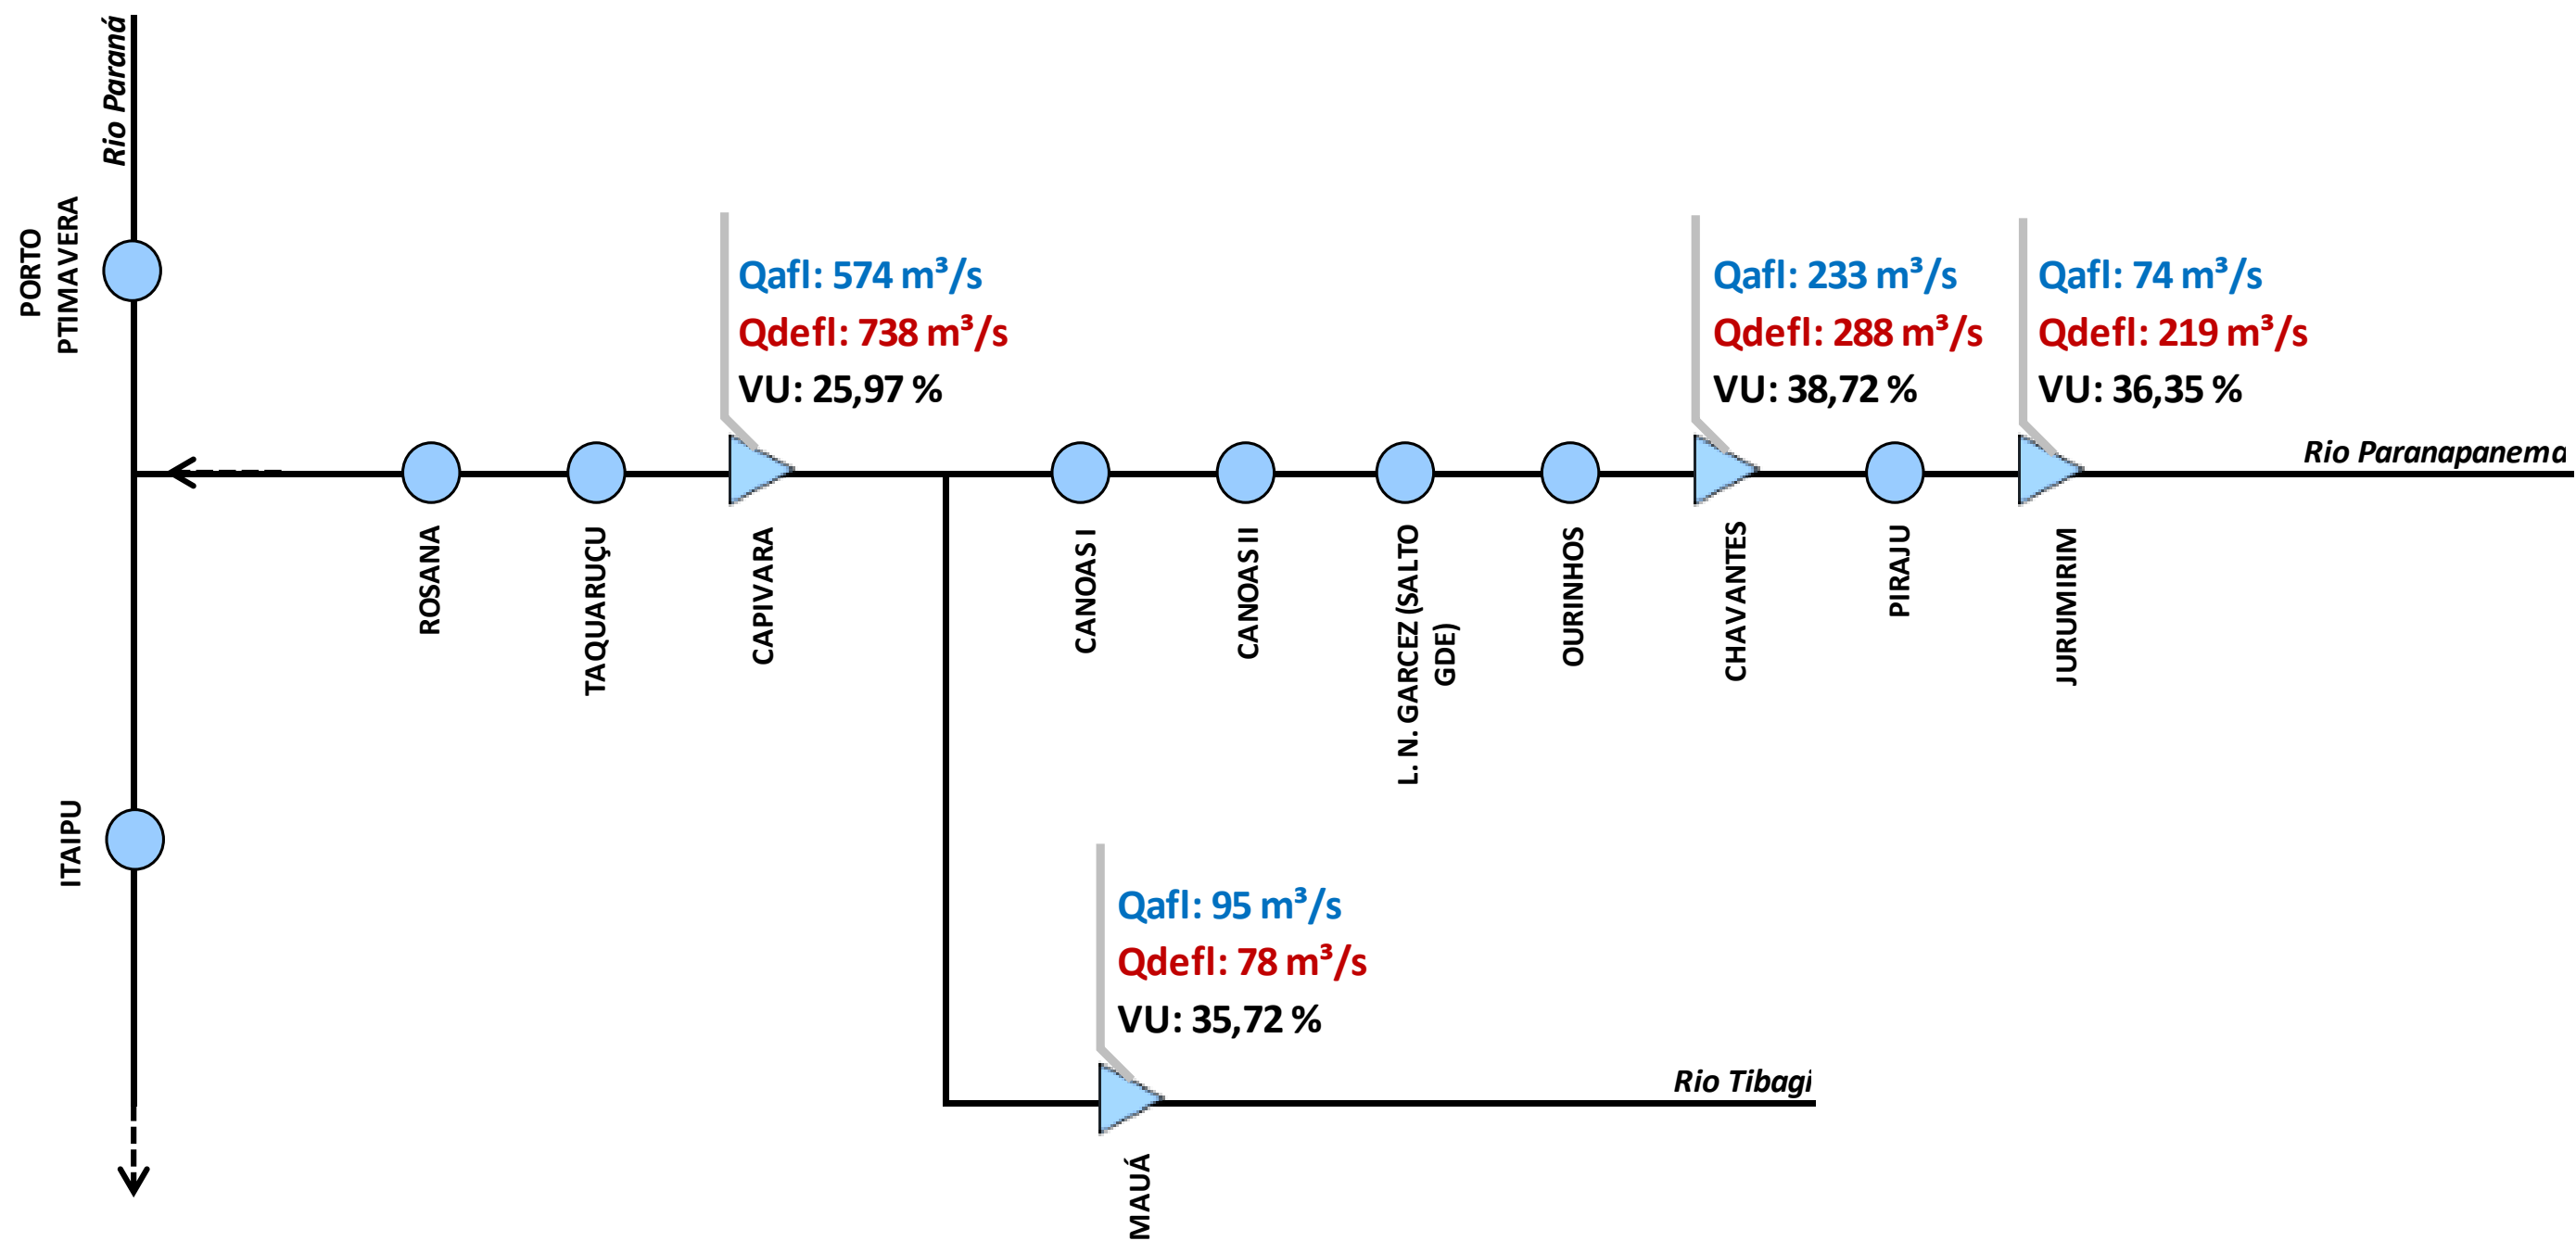 Rio Paraná
PORTO
PTIMAVERA
Qafl: 574 m³/s
Qdefl: 738 m³/s
VU: 25,97 %
Qafl: 233 m³/s
Qdefl: 288 m³/s
VU: 38,72 %
Qafl: 74 m³/s
Qdefl: 219 m³/s
VU: 36,35 %
Rio Paranapanema
ROSANA
TAQUARUÇU
CAPIVARA
CANOAS I
CANOAS II
L. N. GARCEZ (SALTO
GDE)
OURINHOS
CHAVANTES
PIRAJU
JURUMIRIM
ITAIPU
Qafl: 95 m³/s
Qdefl: 78 m³/s
VU: 35,72 %
Rio Tibagi
MAUÁ